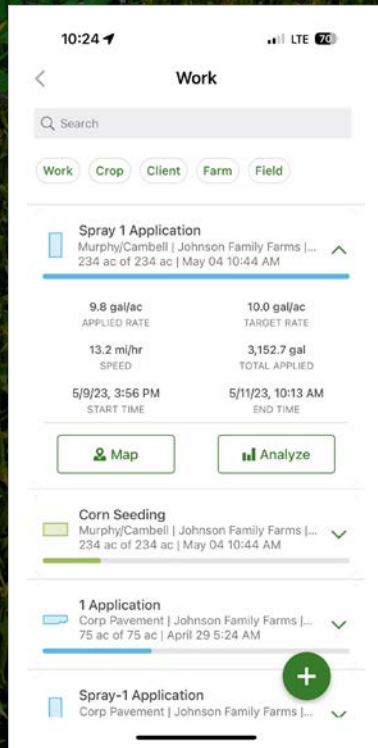 10:24
LTE 70
Work
Search
Work Crop Client Farm Field
Spray 1 Application
Murphy/Cambell | Johnson Family Farms |...
234 ac of 234 ac | May 04 10:44 AM
9.8 gal/ac 10.0 gal/ac
APPLIED RATE TARGET RATE
13.2 mi/hr 3,152.7 gal
SPEED TOTAL APPLIED
5/9/23, 3:56 PM 5/11/23, 10:13 AM
START TIME END TIME
Map Analyze
Corn Seeding
Murphy/Cambell | Johnson Family Farms |...
234 ac of 234 ac | May 04 10:44 AM
1 Application
Corp Pavement | Johnson Family Farms |...
75 ac of 75 ac | April 29 5:24 AM
Spray-1 Application
Corp Pavement | Johnson Family Farms |...